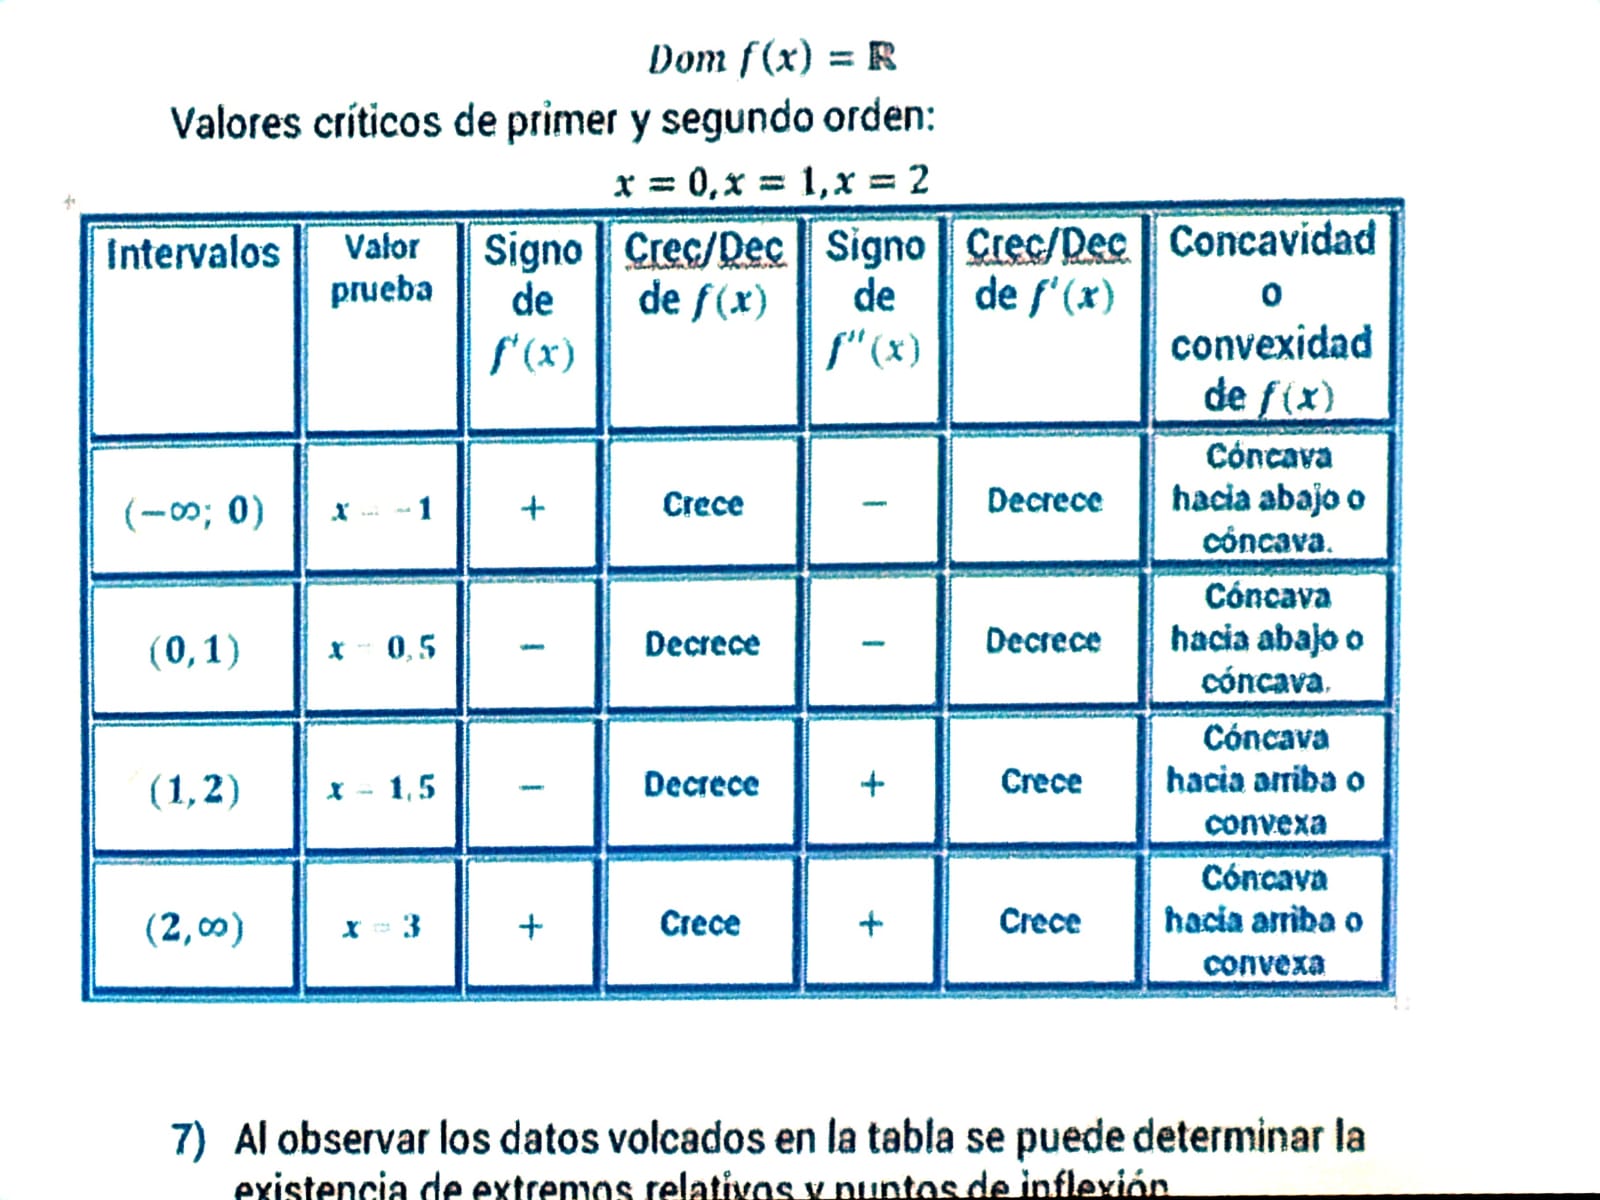 Dom f(x) = ℝ
Valores críticos de primer y segundo orden:
x = 0, x = 1, x = 2
Intervalos | Valor prueba | Signo de f'(x) | Crec/Dec de f(x) | Signo de f''(x) | Crec/Dec de f'(x) | Concavidad o convexidad de f(x)
(−∞; 0) | x = −1 | + | Crece | − | Decrece | Cóncava hacia abajo o cóncava.
(0, 1) | x = 0,5 | − | Decrece | − | Decrece | Cóncava hacia abajo o cóncava.
(1, 2) | x = 1,5 | − | Decrece | + | Crece | Cóncava hacia arriba o convexa
(2, ∞) | x = 3 | + | Crece | + | Crece | Cóncava hacia arriba o convexa
7) Al observar los datos volcados en la tabla se puede determinar la
existencia de extremos relativos y puntos de inflexión